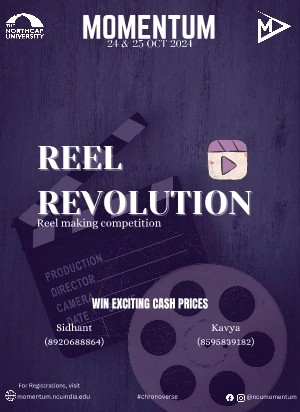 THE
NORTHCAP
UNIVERSITY
MOMENTUM
24 & 25 OCT 2024
M
REEL
REVOLUTION
Reel making competition
PRODUCTION
DIRECTOR
CAMERA
DATE
WIN EXCITING CASH PRIZES
Sidhant
(8920688864)
Kavya
(8595839182)
For Registrations, visit
momentum.ncuindia.edu
#chronoverse
@ncumomentum